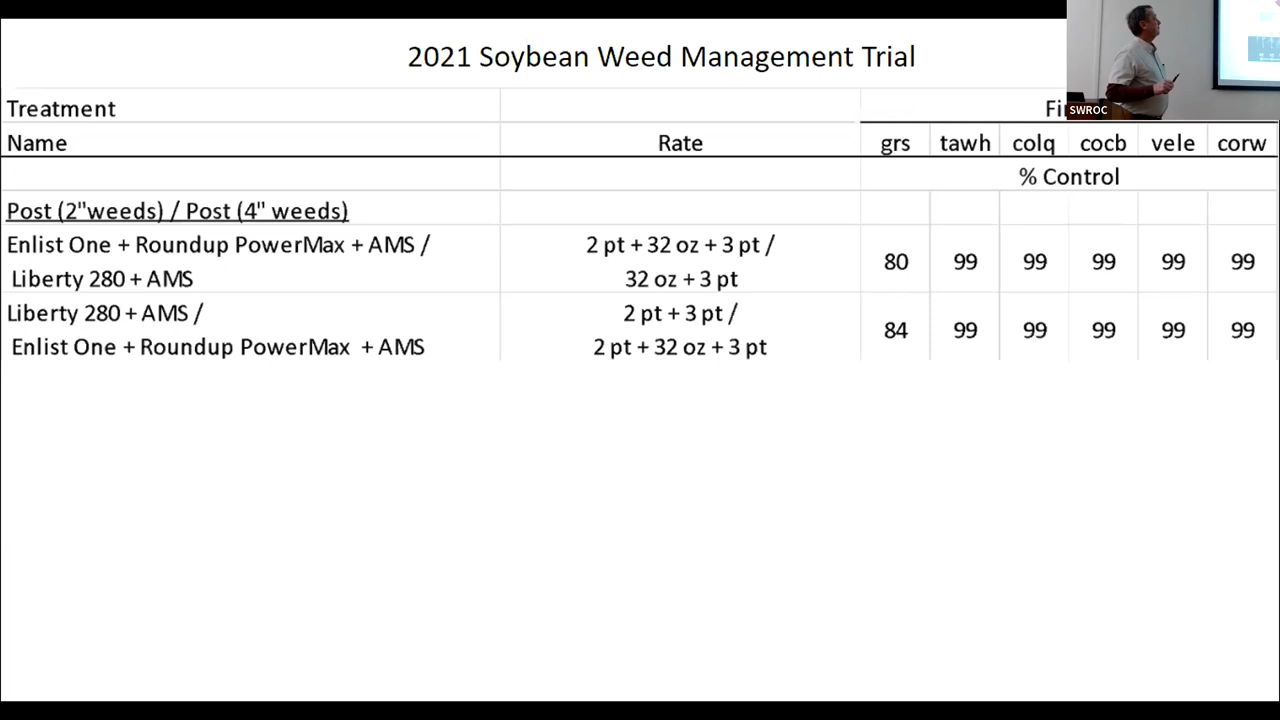 2021 Soybean Weed Management Trial
SWROC
Treatment
Name Rate grs tawh colq cocb vele corw
% Control
Post (2"weeds) / Post (4" weeds)
Enlist One + Roundup PowerMax + AMS / 2 pt + 32 oz + 3 pt /
80 99 99 99 99 99
Liberty 280 + AMS 32 oz + 3 pt
Liberty 280 + AMS / 2 pt + 3 pt /
84 99 99 99 99 99
Enlist One + Roundup PowerMax + AMS 2 pt + 32 oz + 3 pt